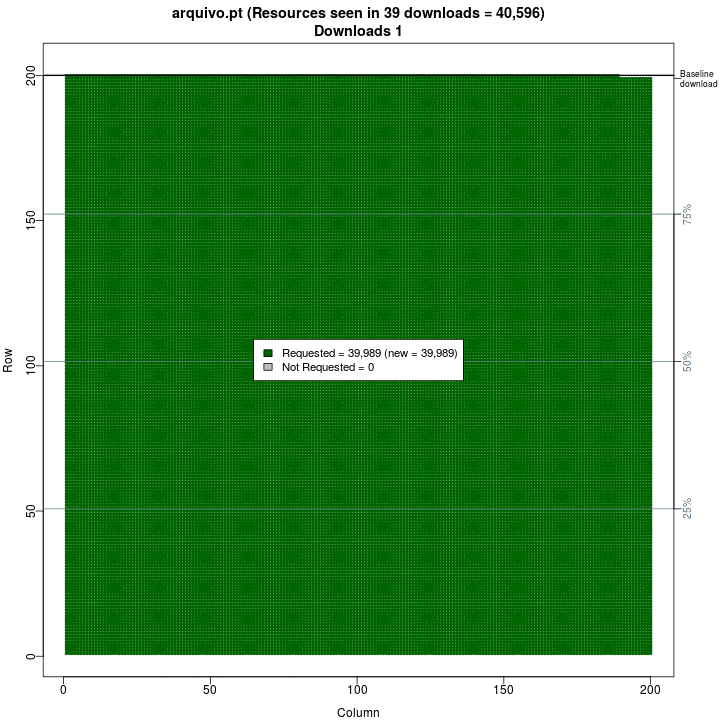 arquivo.pt (Resources seen in 39 downloads = 40,596)
Downloads 1
Baseline
download
200
150
100
50
0
Row
75%
50%
25%
Requested = 39,989 (new = 39,989)
Not Requested = 0
0 50 100 150 200
Column